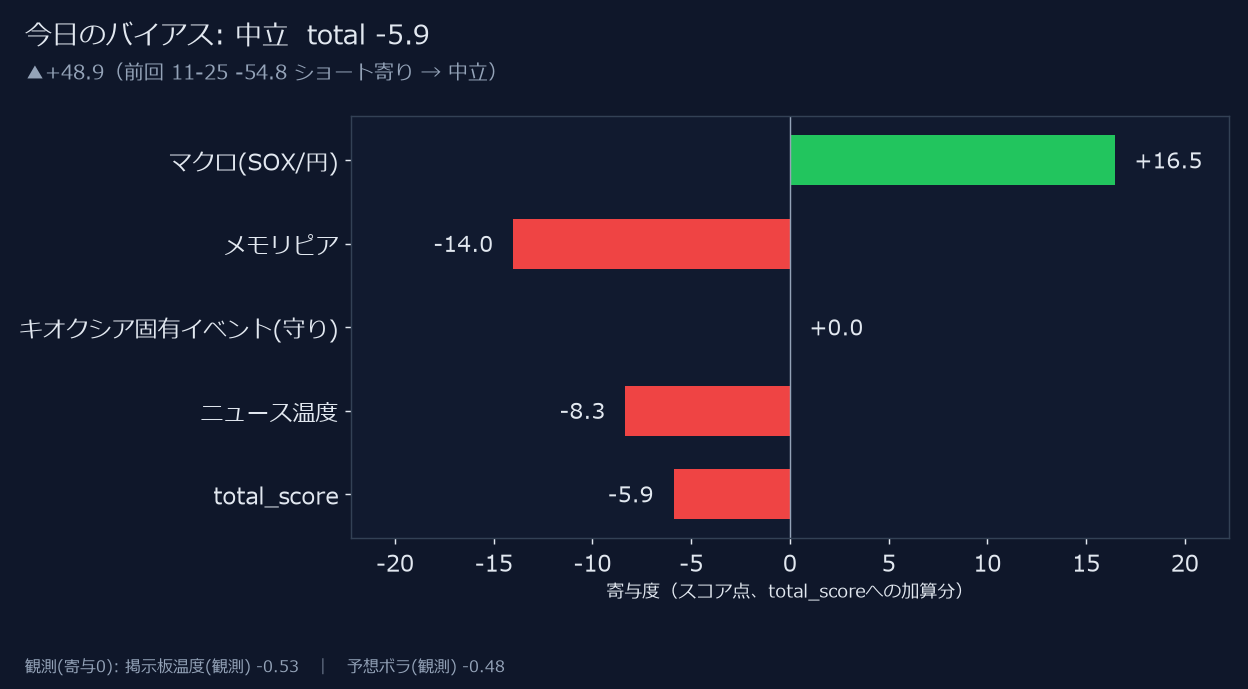 今日のバイアス: 中立  total -5.9
▲+48.9（前回 11-25 -54.8 ショート寄り → 中立）
マクロ(SOX/円)
+16.5
メモリピア
-14.0
キオクシア固有イベント(守り)
+0.0
ニュース温度
-8.3
total_score
-5.9
-20 -15 -10 -5 0 5 10 15 20
寄与度（スコア点、total_scoreへの加算分）
観測(寄与0): 掲示板温度(観測) -0.53 ｜ 予想ボラ(観測) -0.48